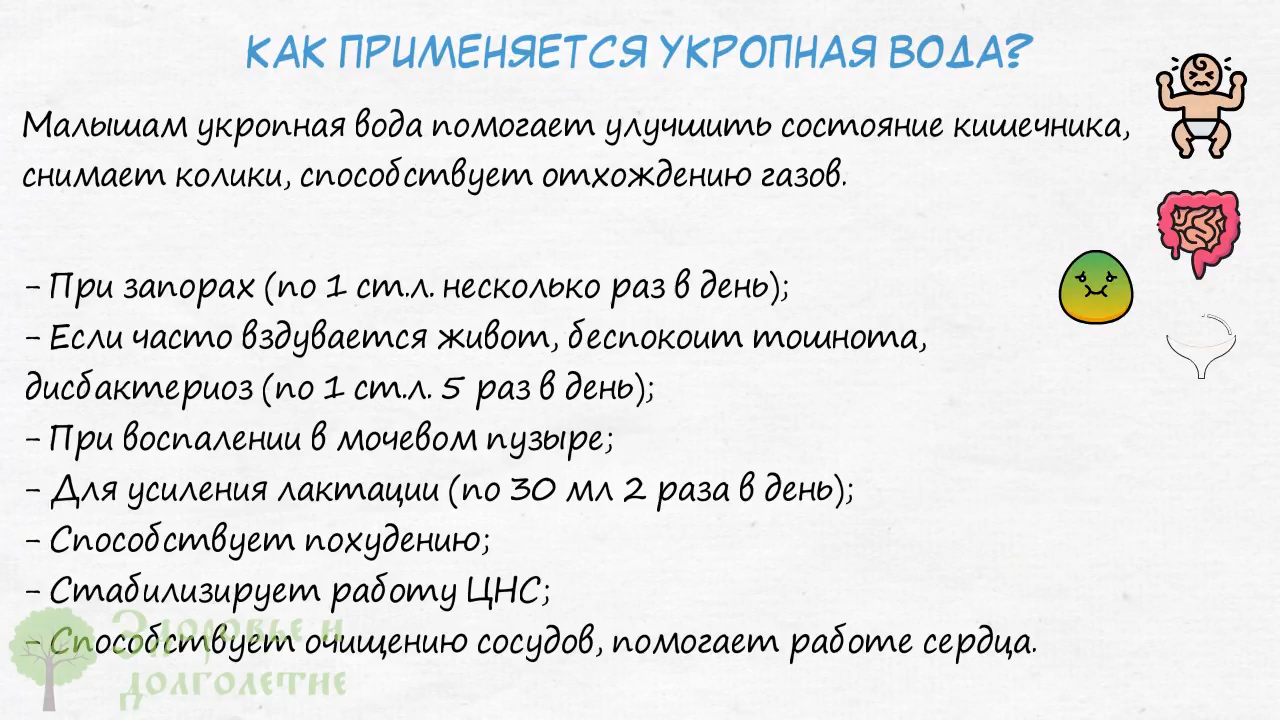 КАК ПРИМЕНЯЕТСЯ УКРОПНАЯ ВОДА?
Малышам укропная вода помогает улучшить состояние кишечника,
снимает колики, способствует отхождению газов.
- При запорах (по 1 ст.л. несколько раз в день);
- Если часто вздувается живот, беспокоит тошнота,
дисбактериоз (по 1 ст.л. 5 раз в день);
- При воспалении в мочевом пузыре;
- Для усиления лактации (по 30 мл 2 раза в день);
- Способствует похудению;
- Стабилизирует работу ЦНС;
- Способствует очищению сосудов, помогает работе сердца.
Здоровье и
долголетие